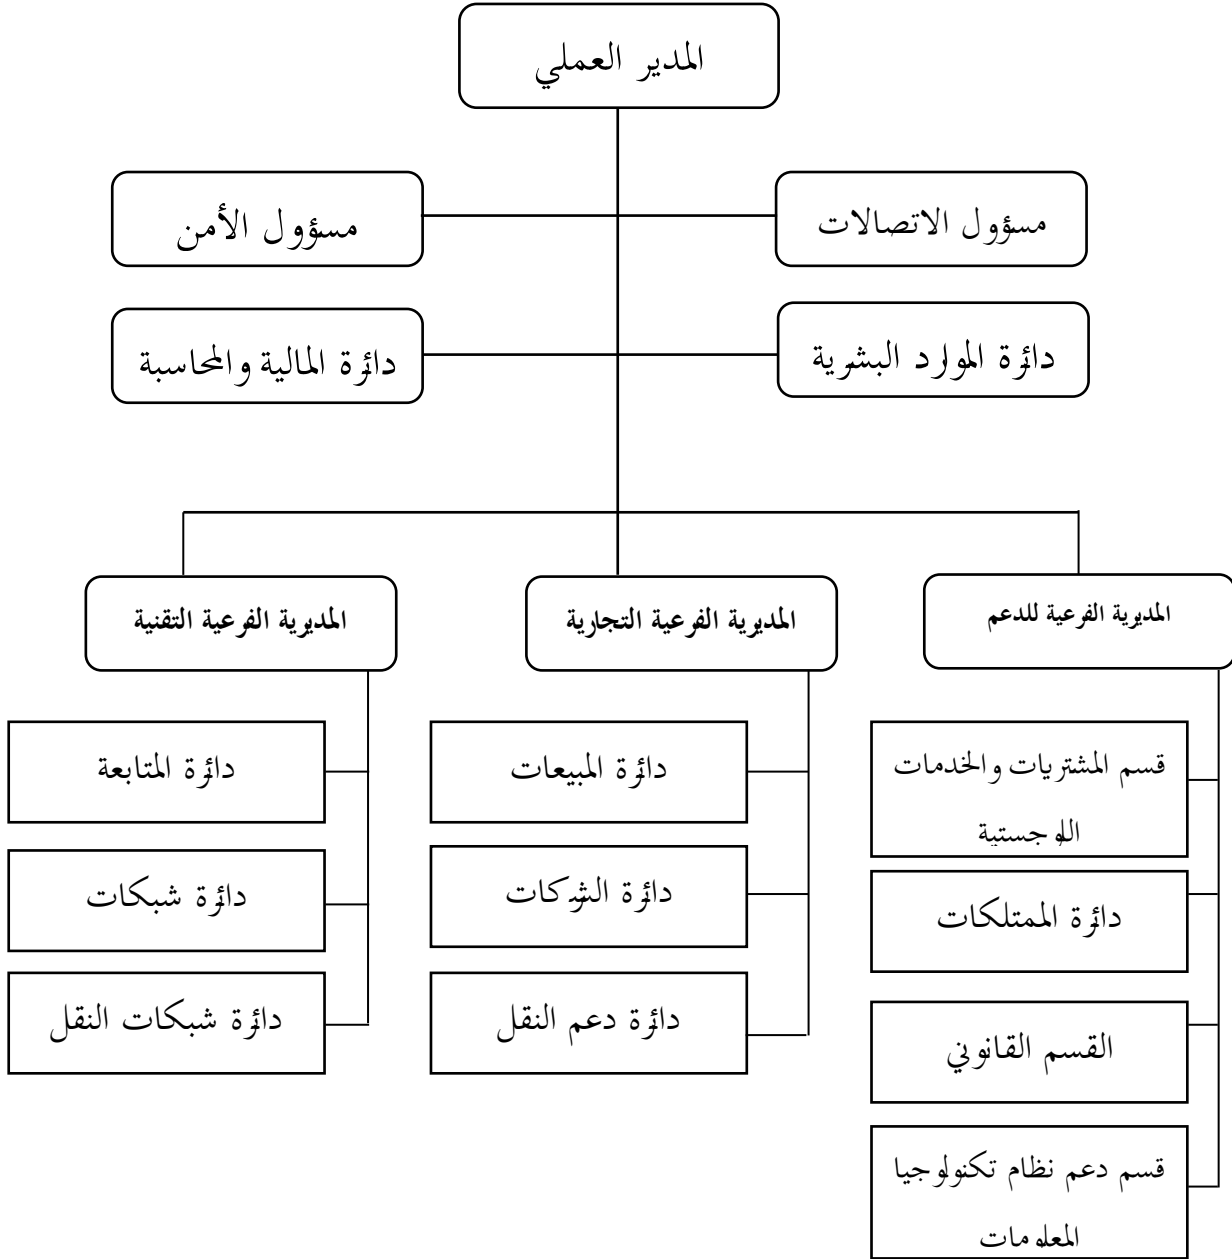 المدير العملي
مسؤول الاتصالات
مسؤول الأمن
دائرة الموارد البشرية
دائرة المالية والمحاسبة
المديرية الفرعية للدعم
المديرية الفرعية التجارية
المديرية الفرعية التقنية
قسم المشتريات والخدمات
اللوجستية
دائرة المبيعات
دائرة المتابعة
دائرة الممتلكات
دائرة الشركات
دائرة شبكات
القسم القانوني
دائرة دعم النقل
دائرة شبكات النقل
قسم دعم نظام تكنولوجيا
المعلومات